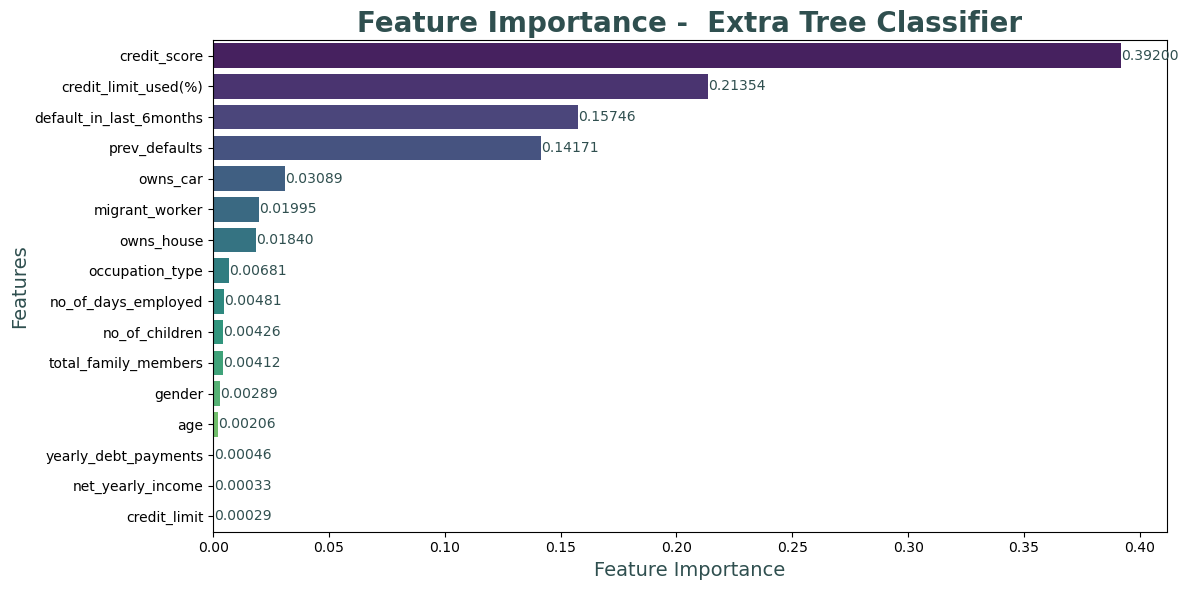 Feature Importance -  Extra Tree Classifier
Features
credit_score 0.39200
credit_limit_used(%) 0.21354
default_in_last_6months 0.15746
prev_defaults 0.14171
owns_car 0.03089
migrant_worker 0.01995
owns_house 0.01840
occupation_type 0.00681
no_of_days_employed 0.00481
no_of_children 0.00426
total_family_members 0.00412
gender 0.00289
age 0.00206
yearly_debt_payments 0.00046
net_yearly_income 0.00033
credit_limit 0.00029
0.00 0.05 0.10 0.15 0.20 0.25 0.30 0.35 0.40
Feature Importance